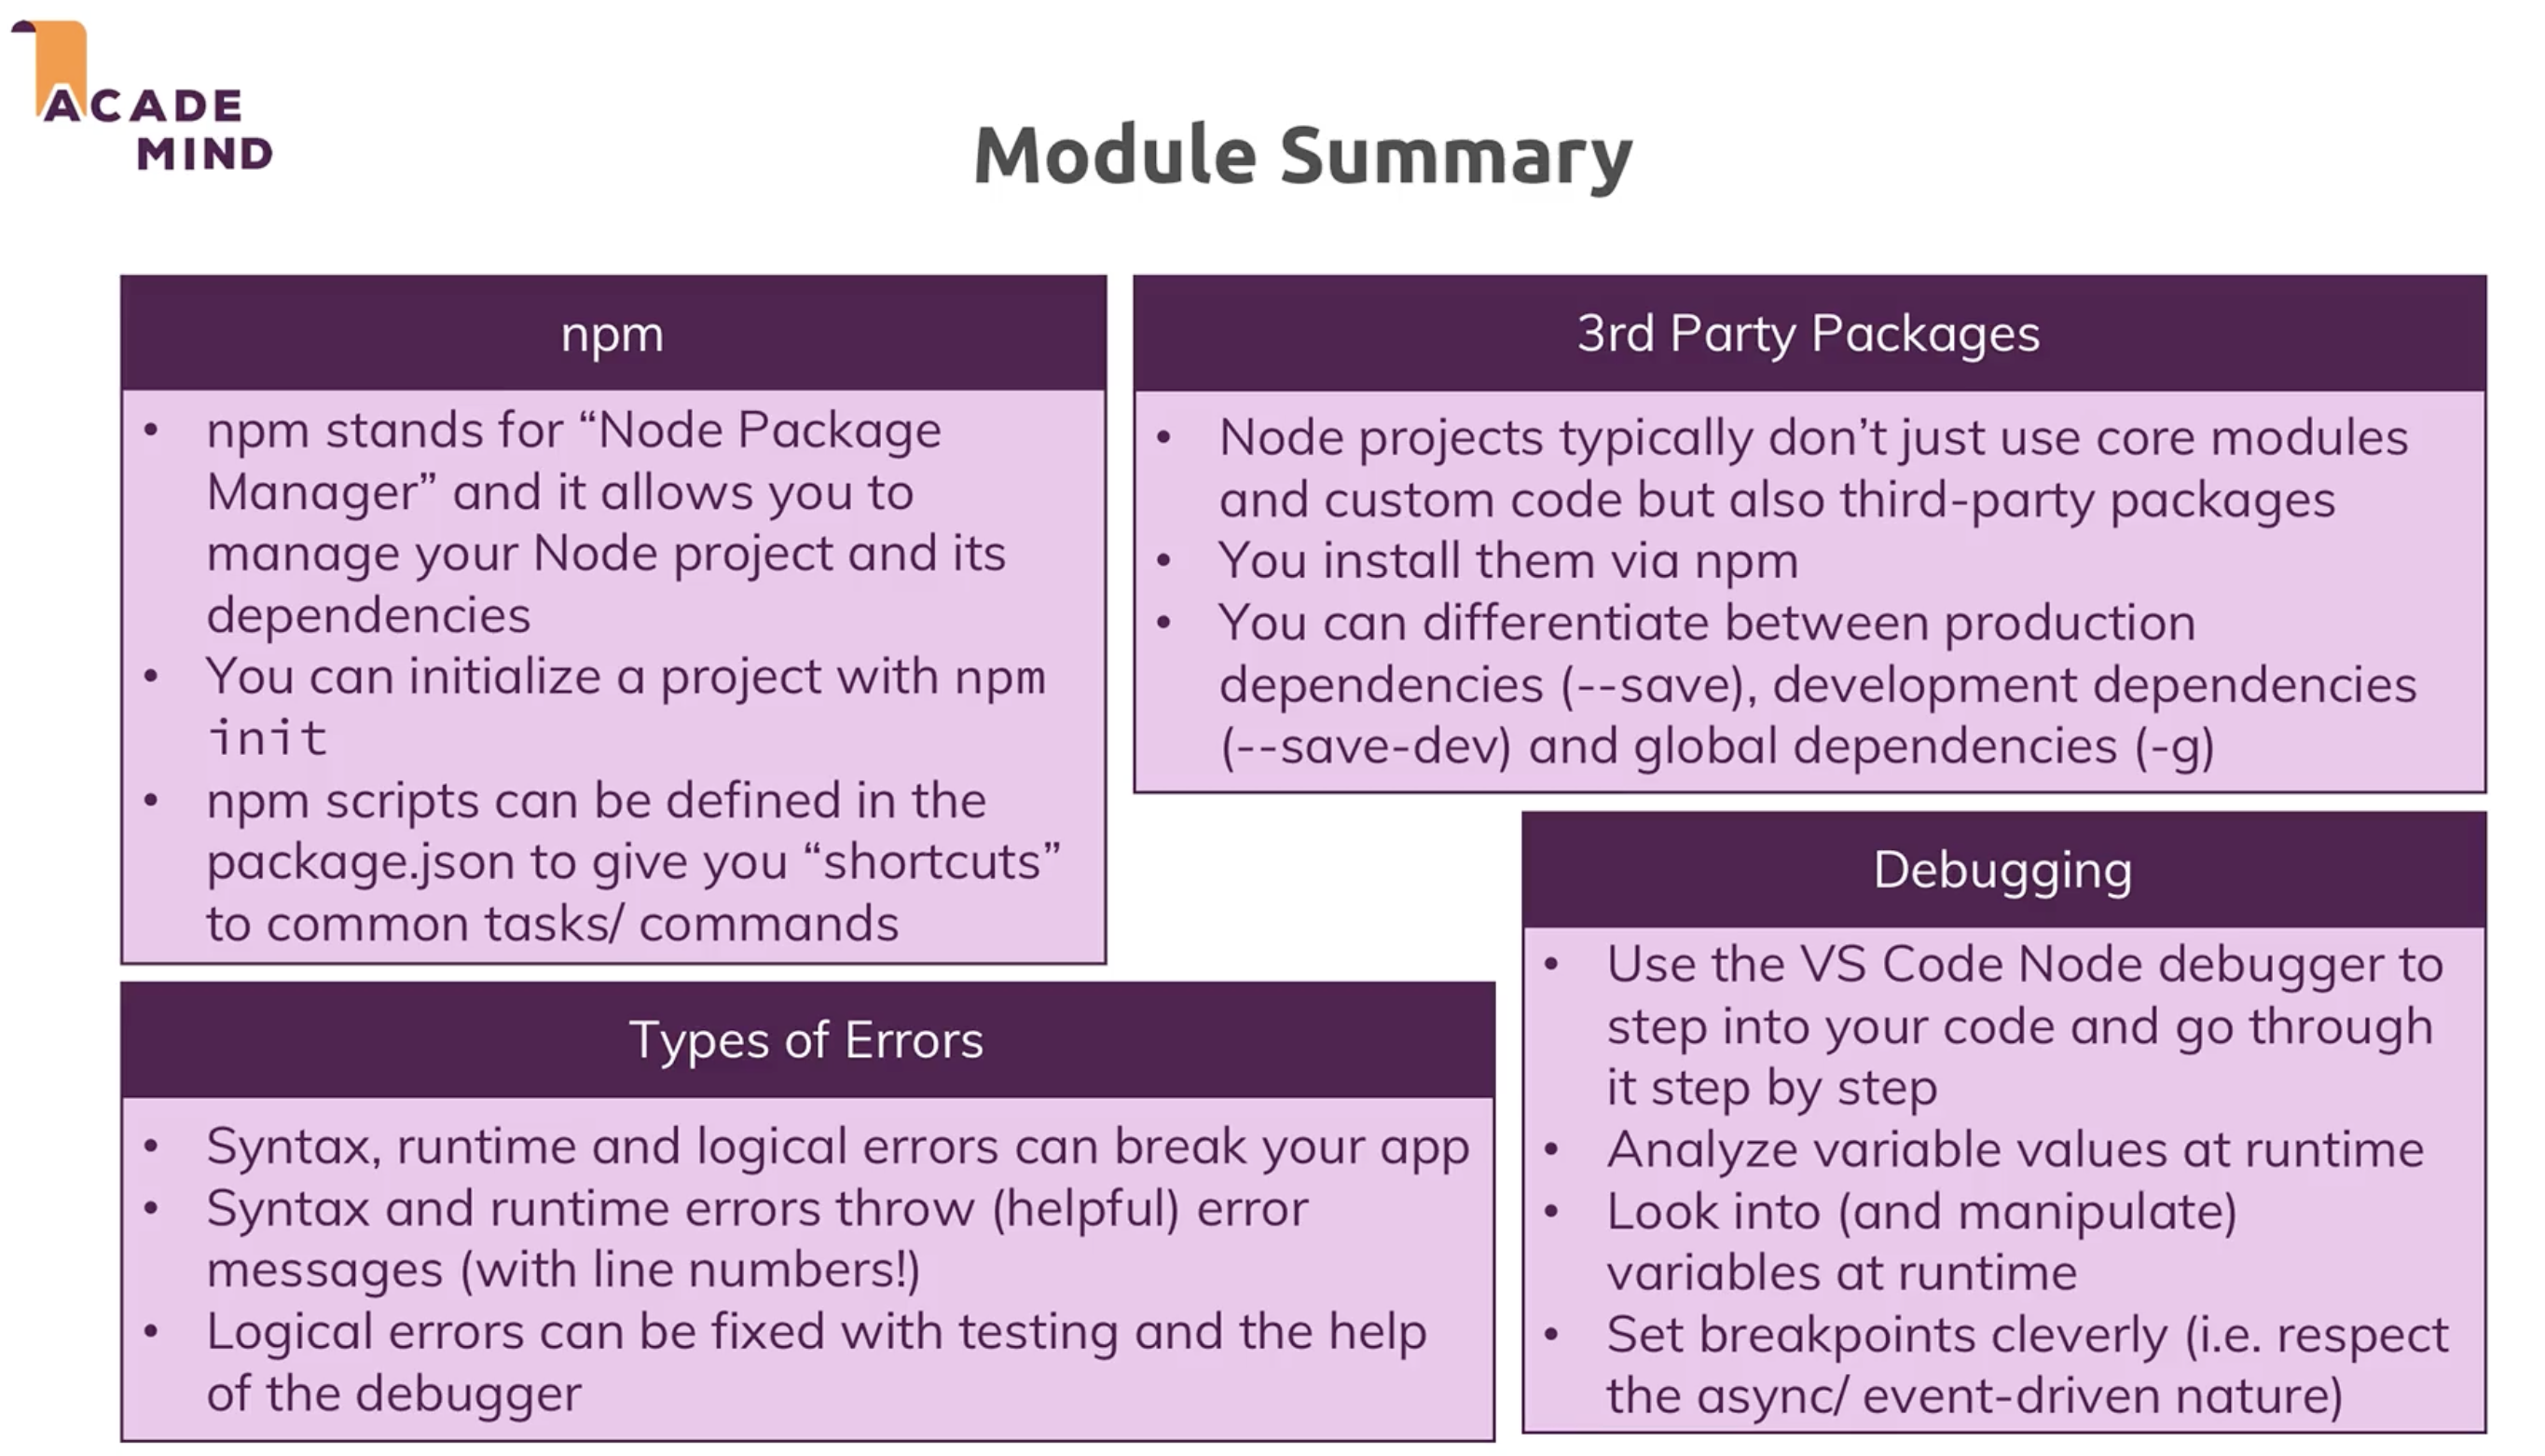 ACADE
MIND
Module Summary
npm
• npm stands for “Node Package
Manager” and it allows you to
manage your Node project and its
dependencies
• You can initialize a project with npm
init
• npm scripts can be defined in the
package.json to give you “shortcuts”
to common tasks/ commands
3rd Party Packages
• Node projects typically don’t just use core modules
and custom code but also third-party packages
• You install them via npm
• You can differentiate between production
dependencies (--save), development dependencies
(--save-dev) and global dependencies (-g)
Types of Errors
• Syntax, runtime and logical errors can break your app
• Syntax and runtime errors throw (helpful) error
messages (with line numbers!)
• Logical errors can be fixed with testing and the help
of the debugger
Debugging
• Use the VS Code Node debugger to
step into your code and go through
it step by step
• Analyze variable values at runtime
• Look into (and manipulate)
variables at runtime
• Set breakpoints cleverly (i.e. respect
the async/ event-driven nature)